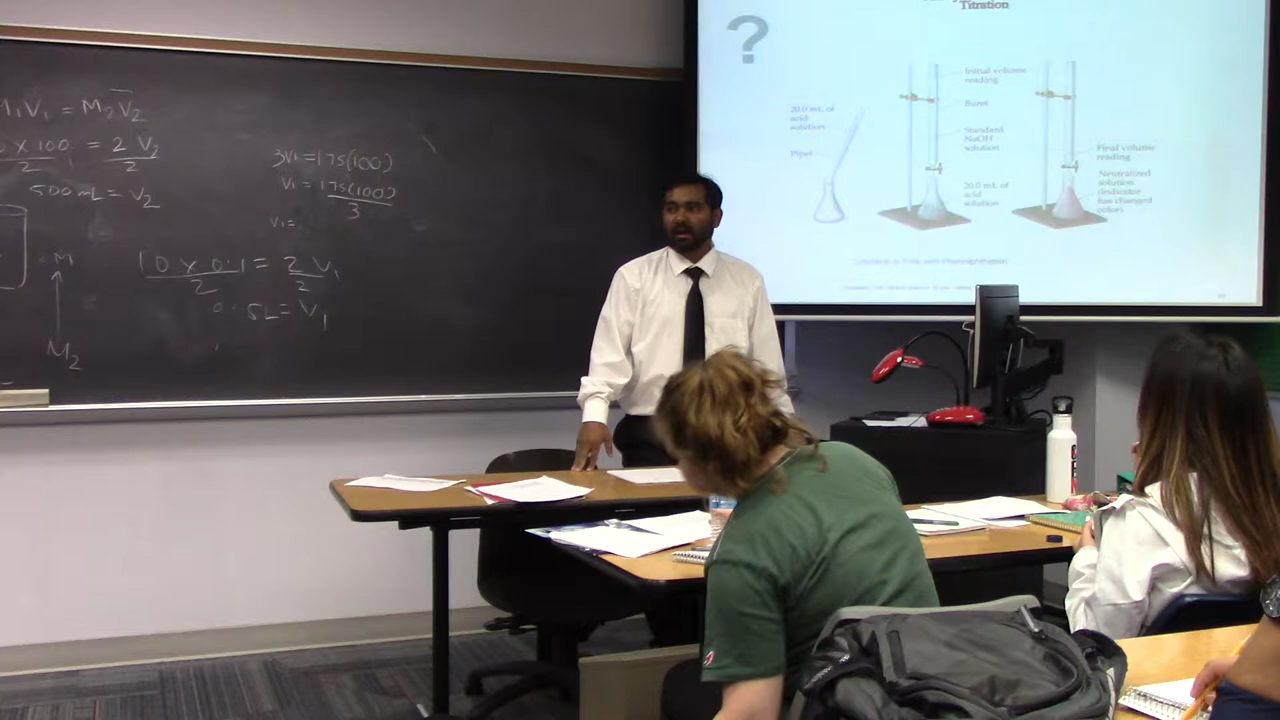 M₁V₁ = M₂V₂
0 x 100 = 2 V₂
2 2
500mL = V₂
3V₁ = 175(100)
V₁ = 175(100)
3
V₁ =
M
M₂
10 x 0.1 = 2 V₁
2 2
0.5L = V₁
Titration
?
20.0 mL of
acid
solution
Pipet
Initial volume
reading
Buret
Standard
NaOH
solution
20.0 mL of
acid
solution
Final volume
reading
Neutralized
solution
(indicator
has changed
color)